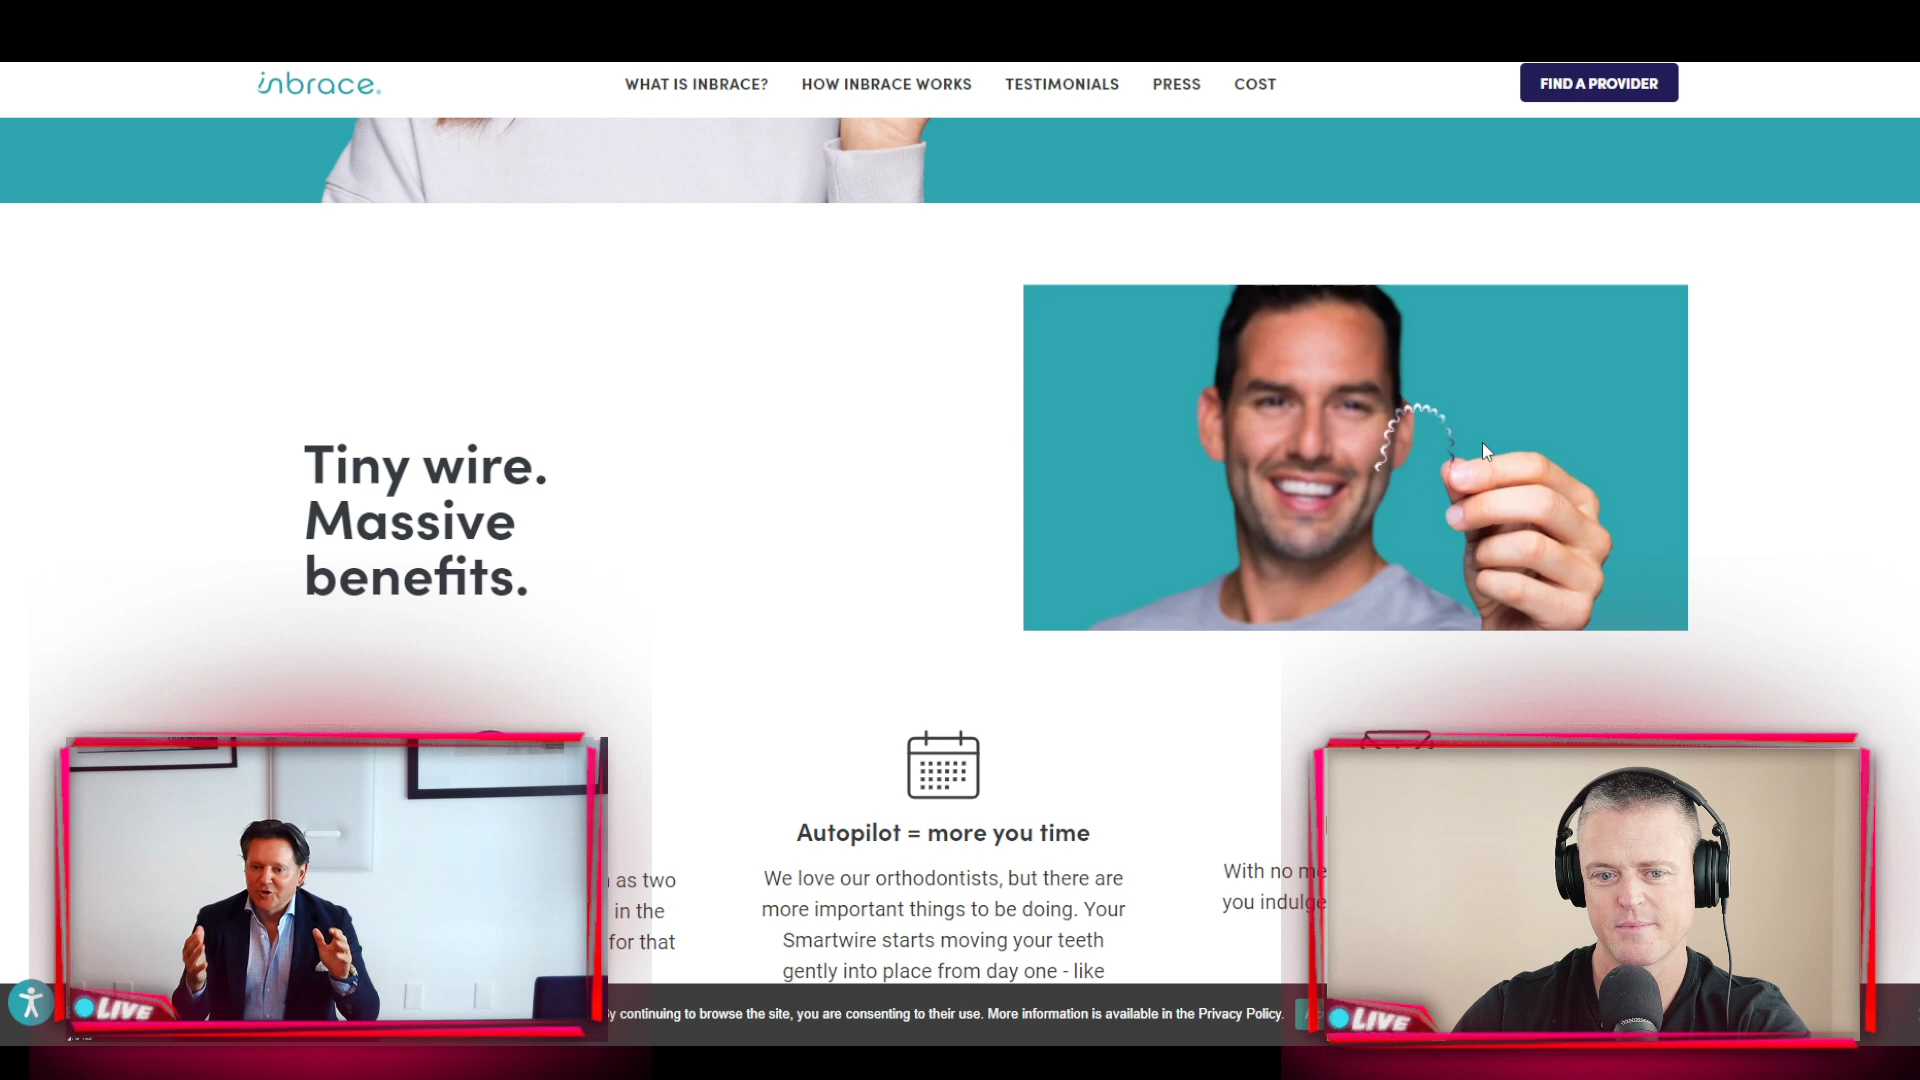 inbrace®
WHAT IS INBRACE?
HOW INBRACE WORKS
TESTIMONIALS
PRESS
COST
FIND A PROVIDER
Tiny wire.
Massive
benefits.
as two
in the
for that
Autopilot = more you time
We love our orthodontists, but there are
more important things to be doing. Your
Smartwire starts moving your teeth
gently into place from day one - like
With no me
you indulge
continuing to browse the site, you are consenting to their use. More information is available in the Privacy Policy.
LIVE
LIVE